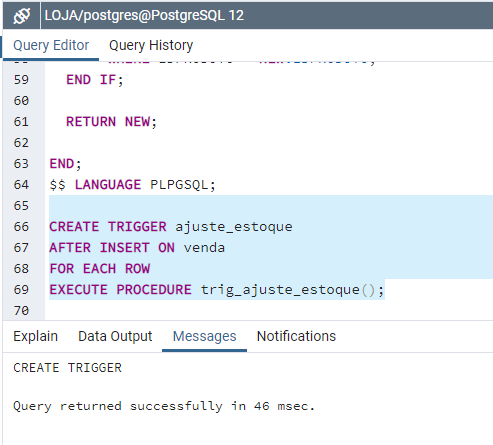 LOJA/postgres@PostgreSQL 12
Query Editor Query History
59 END IF;
60
61 RETURN NEW;
62
63 END;
64 $$ LANGUAGE PLPGSQL;
65
66 CREATE TRIGGER ajuste_estoque
67 AFTER INSERT ON venda
68 FOR EACH ROW
69 EXECUTE PROCEDURE trig_ajuste_estoque();
70
Explain Data Output Messages Notifications
CREATE TRIGGER
Query returned successfully in 46 msec.